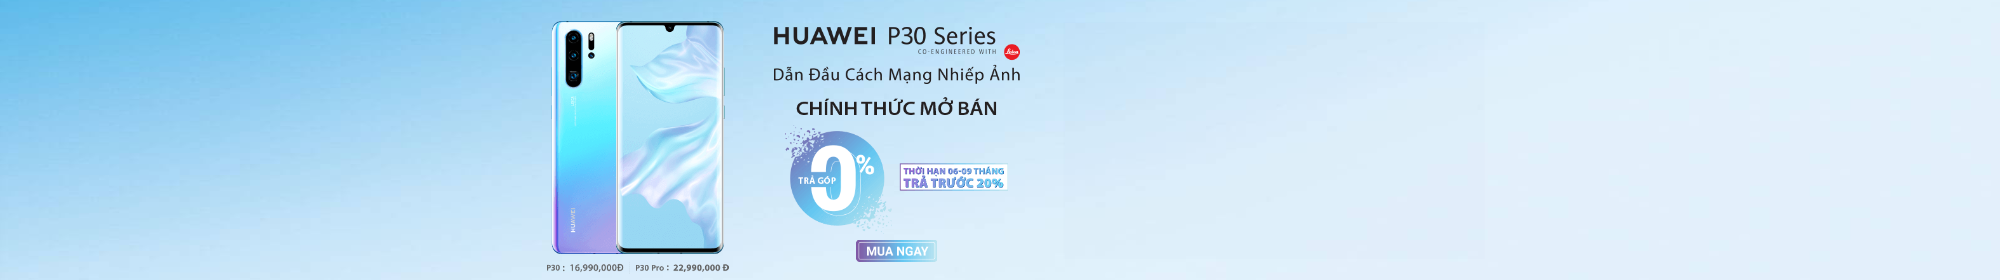 HUAWEI P30 Series
CO-ENGINEERED WITH
Leica
Dẫn Đầu Cách Mạng Nhiếp Ảnh
CHÍNH THỨC MỞ BÁN
0%
TRẢ GÓP
THỜI HẠN 06-09 THÁNG
TRẢ TRƯỚC 20%
MUA NGAY
HUAWEI
P30 : 16,990,000Đ
P30 Pro : 22,990,000 Đ